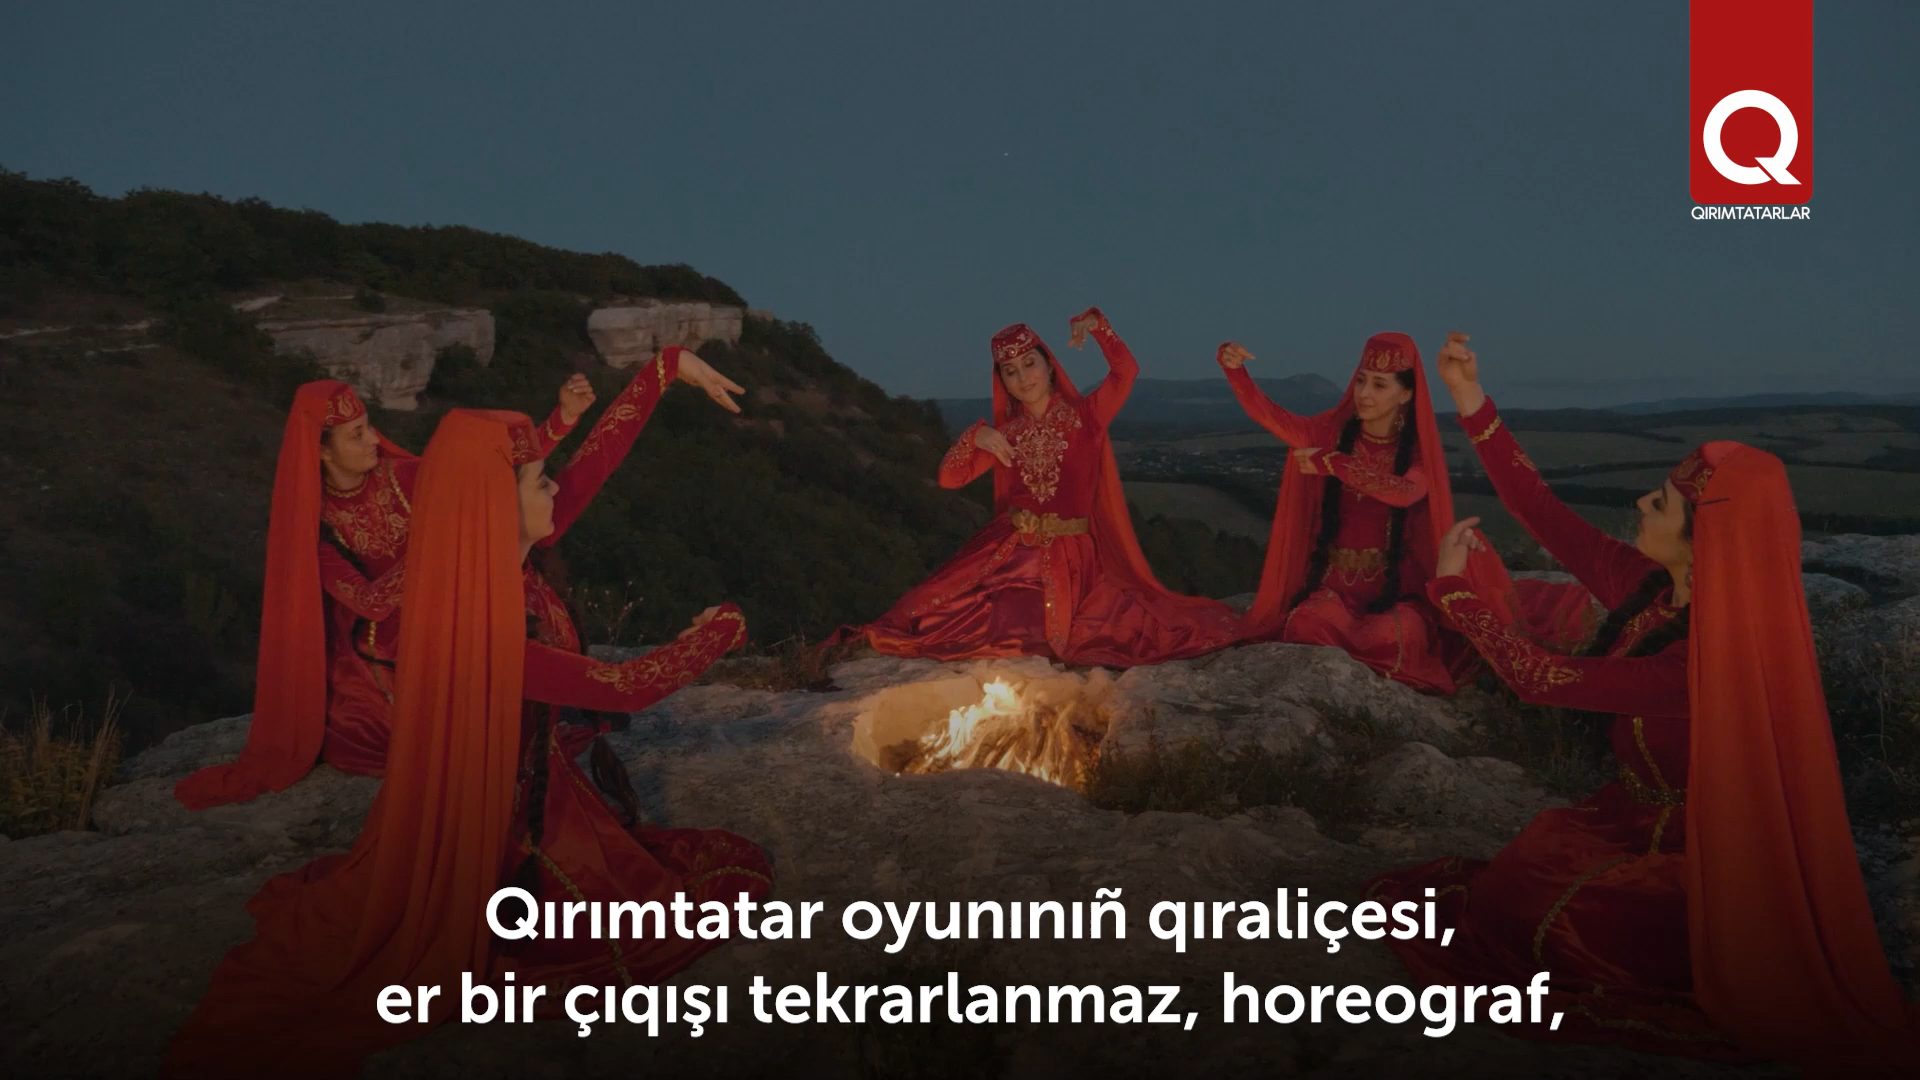 Q
QIRIMTATARLAR
Qırımtatar oyununıñ qıraliçesi,
er bir çıqışı tekrarlanmaz, horeograf,